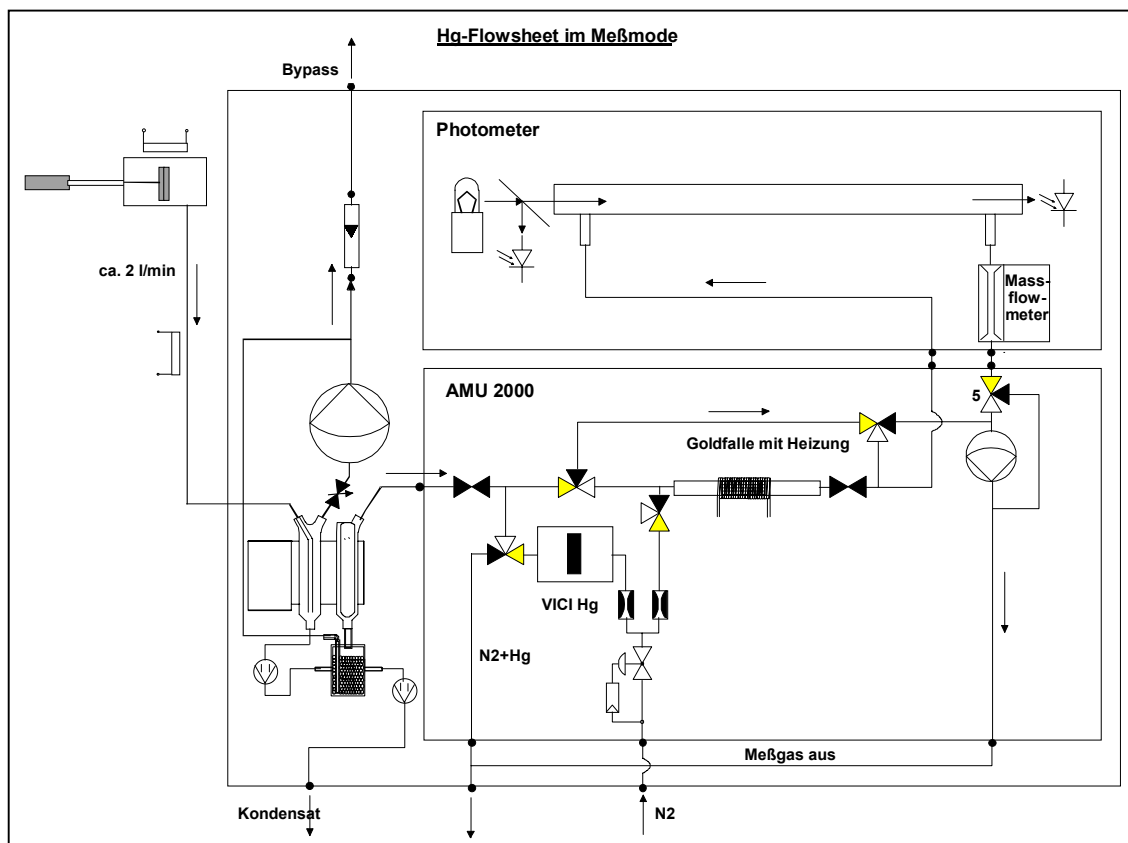 Hg-Flowsheet im Meßmode
Bypass
Photometer
ca. 2 l/min
Mass-
flow-
meter
AMU 2000
5
Goldfalle mit Heizung
VICI Hg
N2+Hg
Meßgas aus
Kondensat
N2